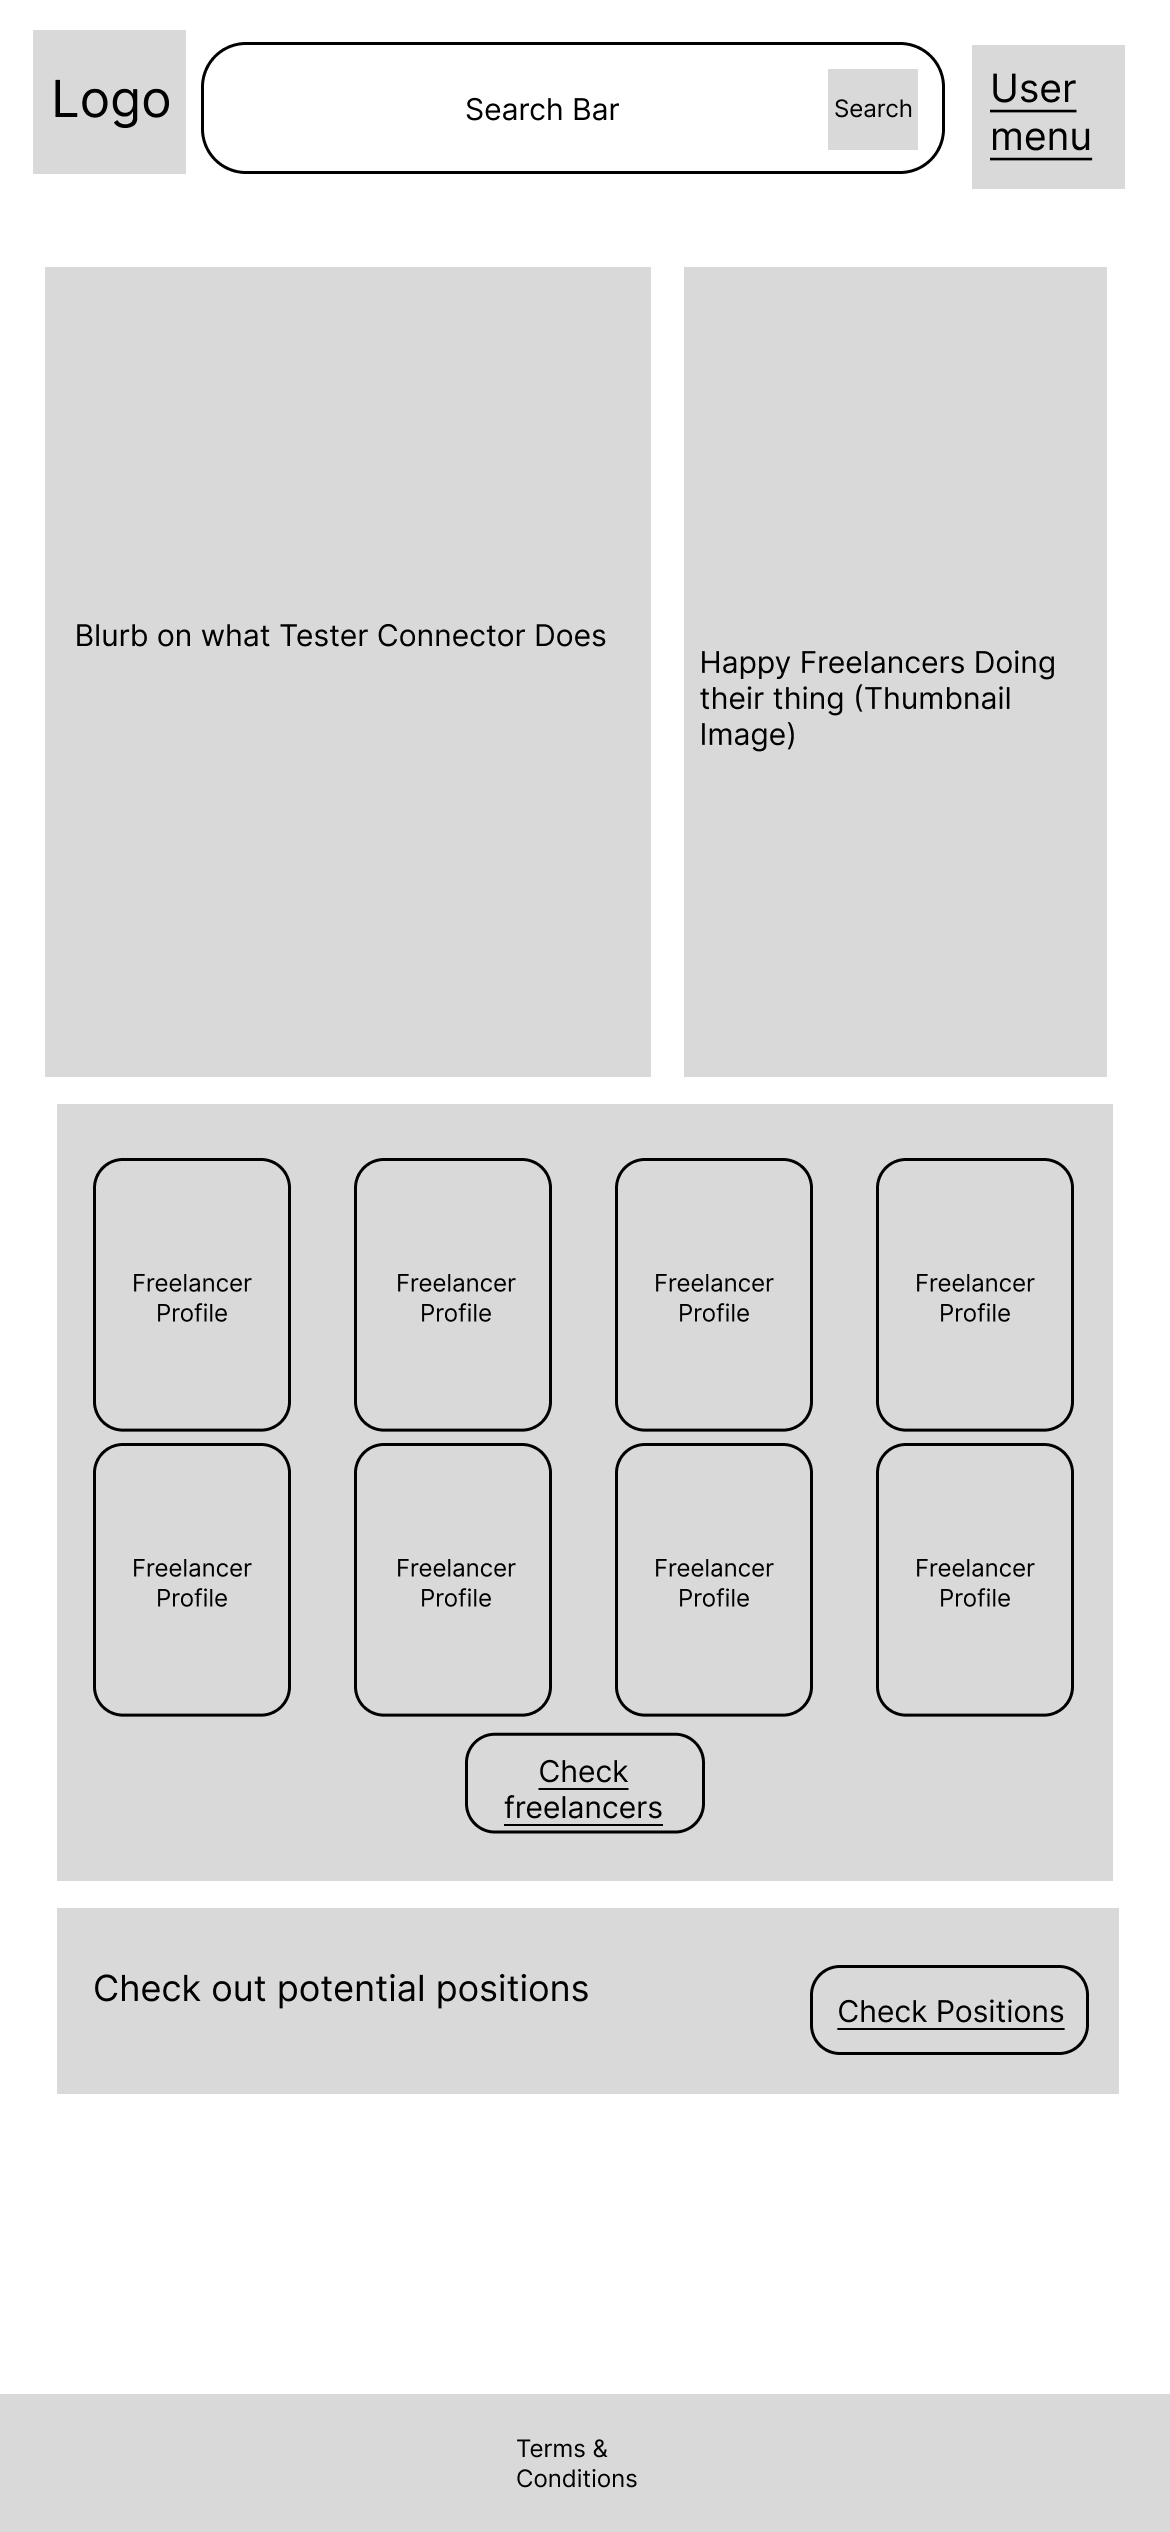 Logo
Search Bar
Search
User
menu
Blurb on what Tester Connector Does
Happy Freelancers Doing
their thing (Thumbnail
Image)
Freelancer
Profile
Freelancer
Profile
Freelancer
Profile
Freelancer
Profile
Freelancer
Profile
Freelancer
Profile
Freelancer
Profile
Freelancer
Profile
Check
freelancers
Check out potential positions
Check Positions
Terms &
Conditions